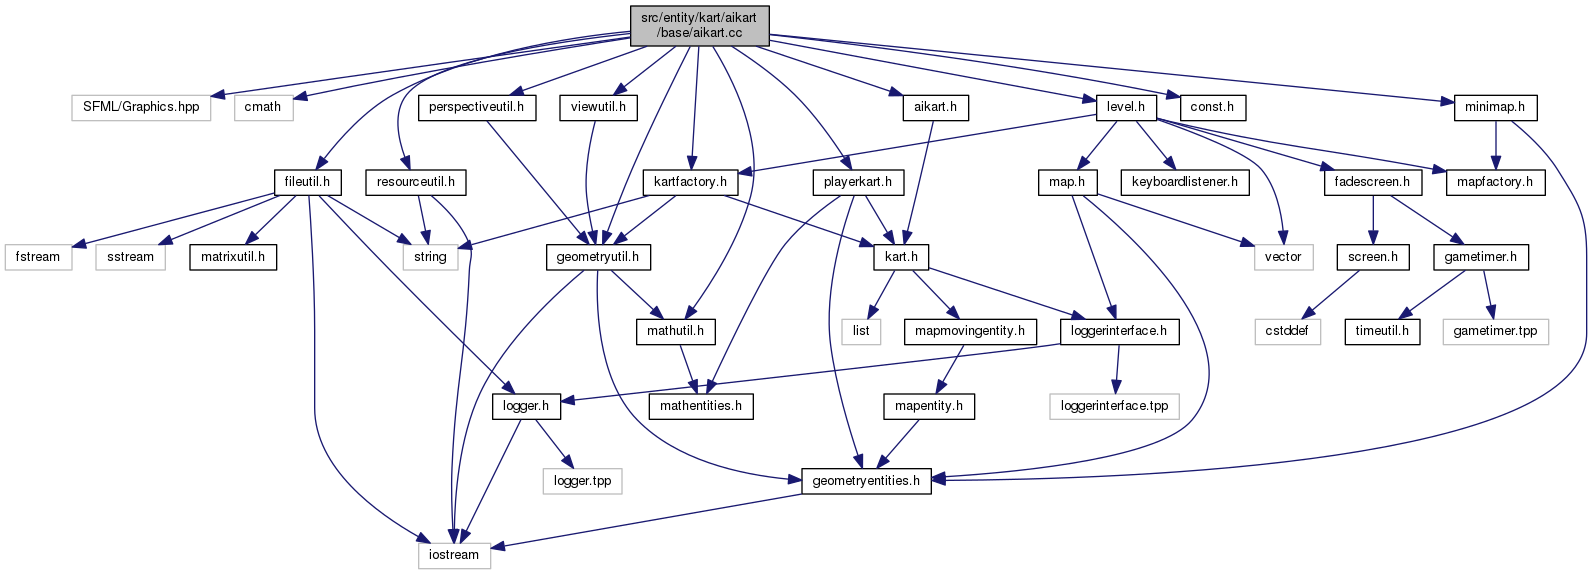 src/entity/kart/aikart
/base/aikart.cc
SFML/Graphics.hpp
cmath
perspectiveutil.h
viewutil.h
aikart.h
level.h
const.h
minimap.h
fileutil.h
resourceutil.h
kartfactory.h
playerkart.h
map.h
keyboardlistener.h
fadescreen.h
mapfactory.h
fstream
sstream
matrixutil.h
string
geometryutil.h
kart.h
vector
screen.h
gametimer.h
mathutil.h
list
mapmovingentity.h
loggerinterface.h
cstddef
timeutil.h
gametimer.tpp
logger.h
mathentities.h
mapentity.h
loggerinterface.tpp
logger.tpp
geometryentities.h
iostream